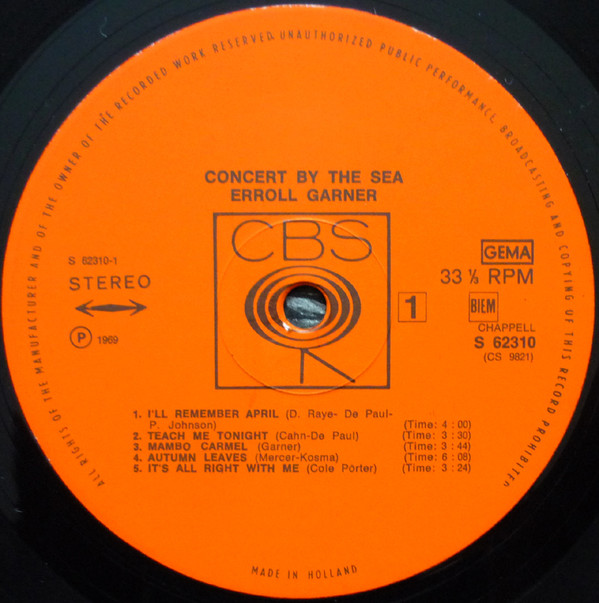 ALL RIGHTS OF THE MANUFACTURER AND OF THE OWNER OF THE RECORDED WORK RESERVED. UNAUTHORIZED PUBLIC PERFORMANCE, BROADCASTING AND COPYING OF THIS RECORD PROHIBITED
CONCERT BY THE SEA
ERROLL GARNER
CBS
S 62310-1
STEREO
P 1969
GEMA
33 ⅓ RPM
1
BIEM
CHAPPELL
S 62310
(CS 9821)
1. I'LL REMEMBER APRIL (D. Raye- De Paul-
P. Johnson) (Time: 4 : 00)
2. TEACH ME TONIGHT (Cahn-De Paul) (Time: 3 : 30)
3. MAMBO CARMEL (Garner) (Time: 3 : 44)
4. AUTUMN LEAVES (Mercer-Kosma) (Time: 6 : 08)
5. IT'S ALL RIGHT WITH ME (Cole Porter) (Time: 3 : 24)
MADE IN HOLLAND